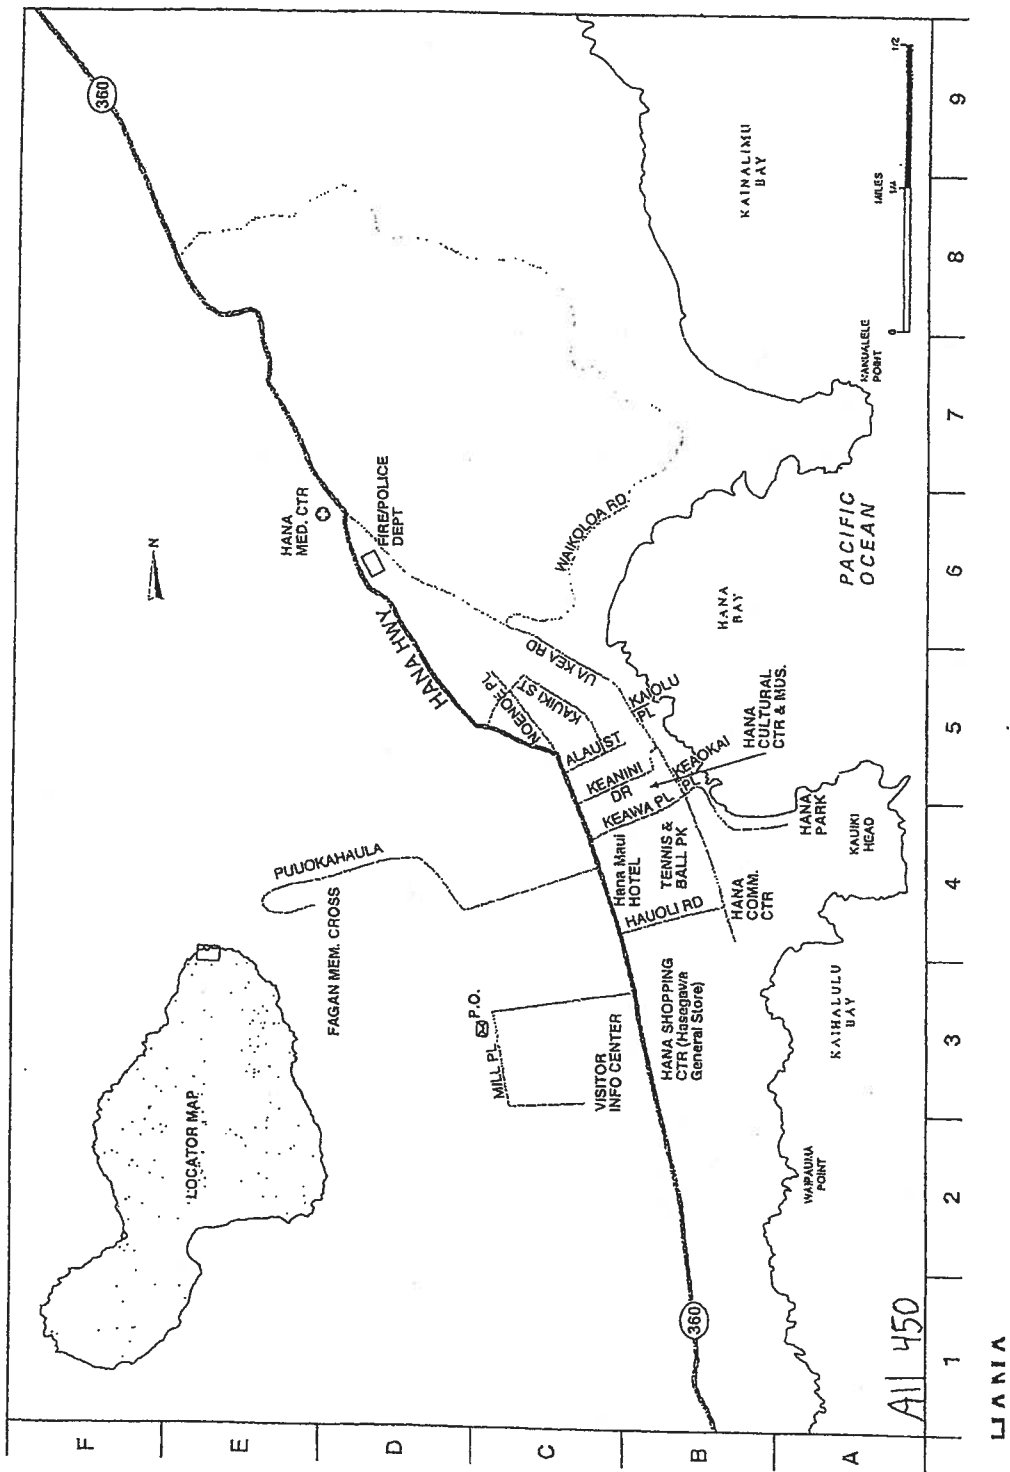 360
KAINALIMU
BAY
MILES
0
1/4
1/2
HANA
MED. CTR
FIRE/POLICE
DEPT
N
NANUALELE
POINT
WAIKOLOA RD
PACIFIC
OCEAN
HANA
BAY
HANA HWY
UA KEA RD
NOENOE PL
KAUIKI ST
ALAU ST
KAIOLU
PL
KEANINI
DR
KEAWA PL
KEAOKAI
PL
HANA
CULTURAL
CTR & MUS.
HANA
PARK
KAUIKI
HEAD
PUUOKAHAULA
FAGAN MEM. CROSS
Hana Maui
HOTEL
TENNIS &
BALL PK
HAUOLI RD
HANA
COMM.
CTR
LOCATOR MAP
P.O.
MILL PL
VISITOR
INFO CENTER
HANA SHOPPING
CTR (Hasegawa
General Store)
KAIHALULU
BAY
WAIPAUMA
POINT
360
All 450
F
E
D
C
B
A
1
2
3
4
5
6
7
8
9